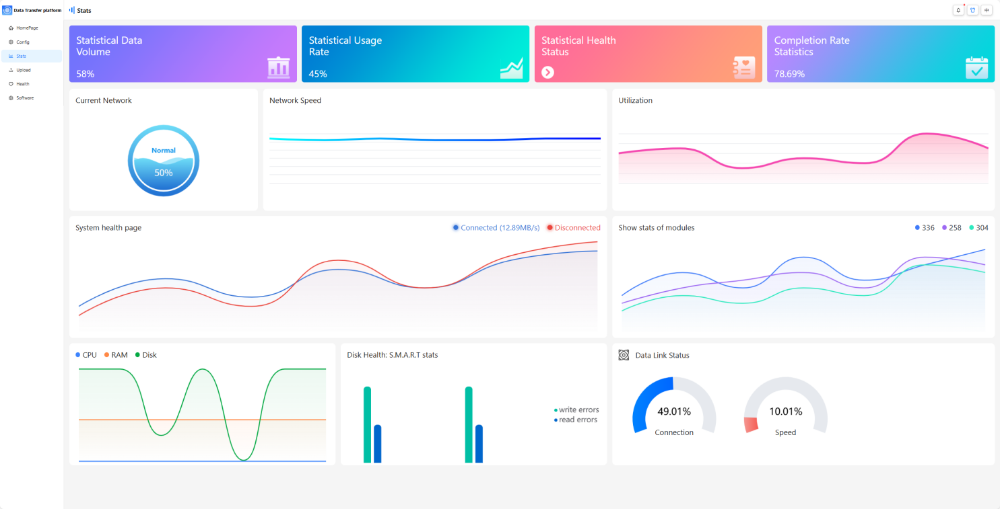 Data Transfer platform
Stats
中
HomePage
Config
Stats
Upload
Health
Software
Statistical Data
Volume
58%
Statistical Usage
Rate
45%
Statistical Health
Status
Completion Rate
Statistics
78.69%
Current Network
Normal
50%
Network Speed
Utilization
System health page
Connected (12.89MB/s)
Disconnected
Show stats of modules
336
258
304
CPU
RAM
Disk
Disk Health: S.M.A.R.T stats
write errors
read errors
Data Link Status
49.01%
Connection
10.01%
Speed